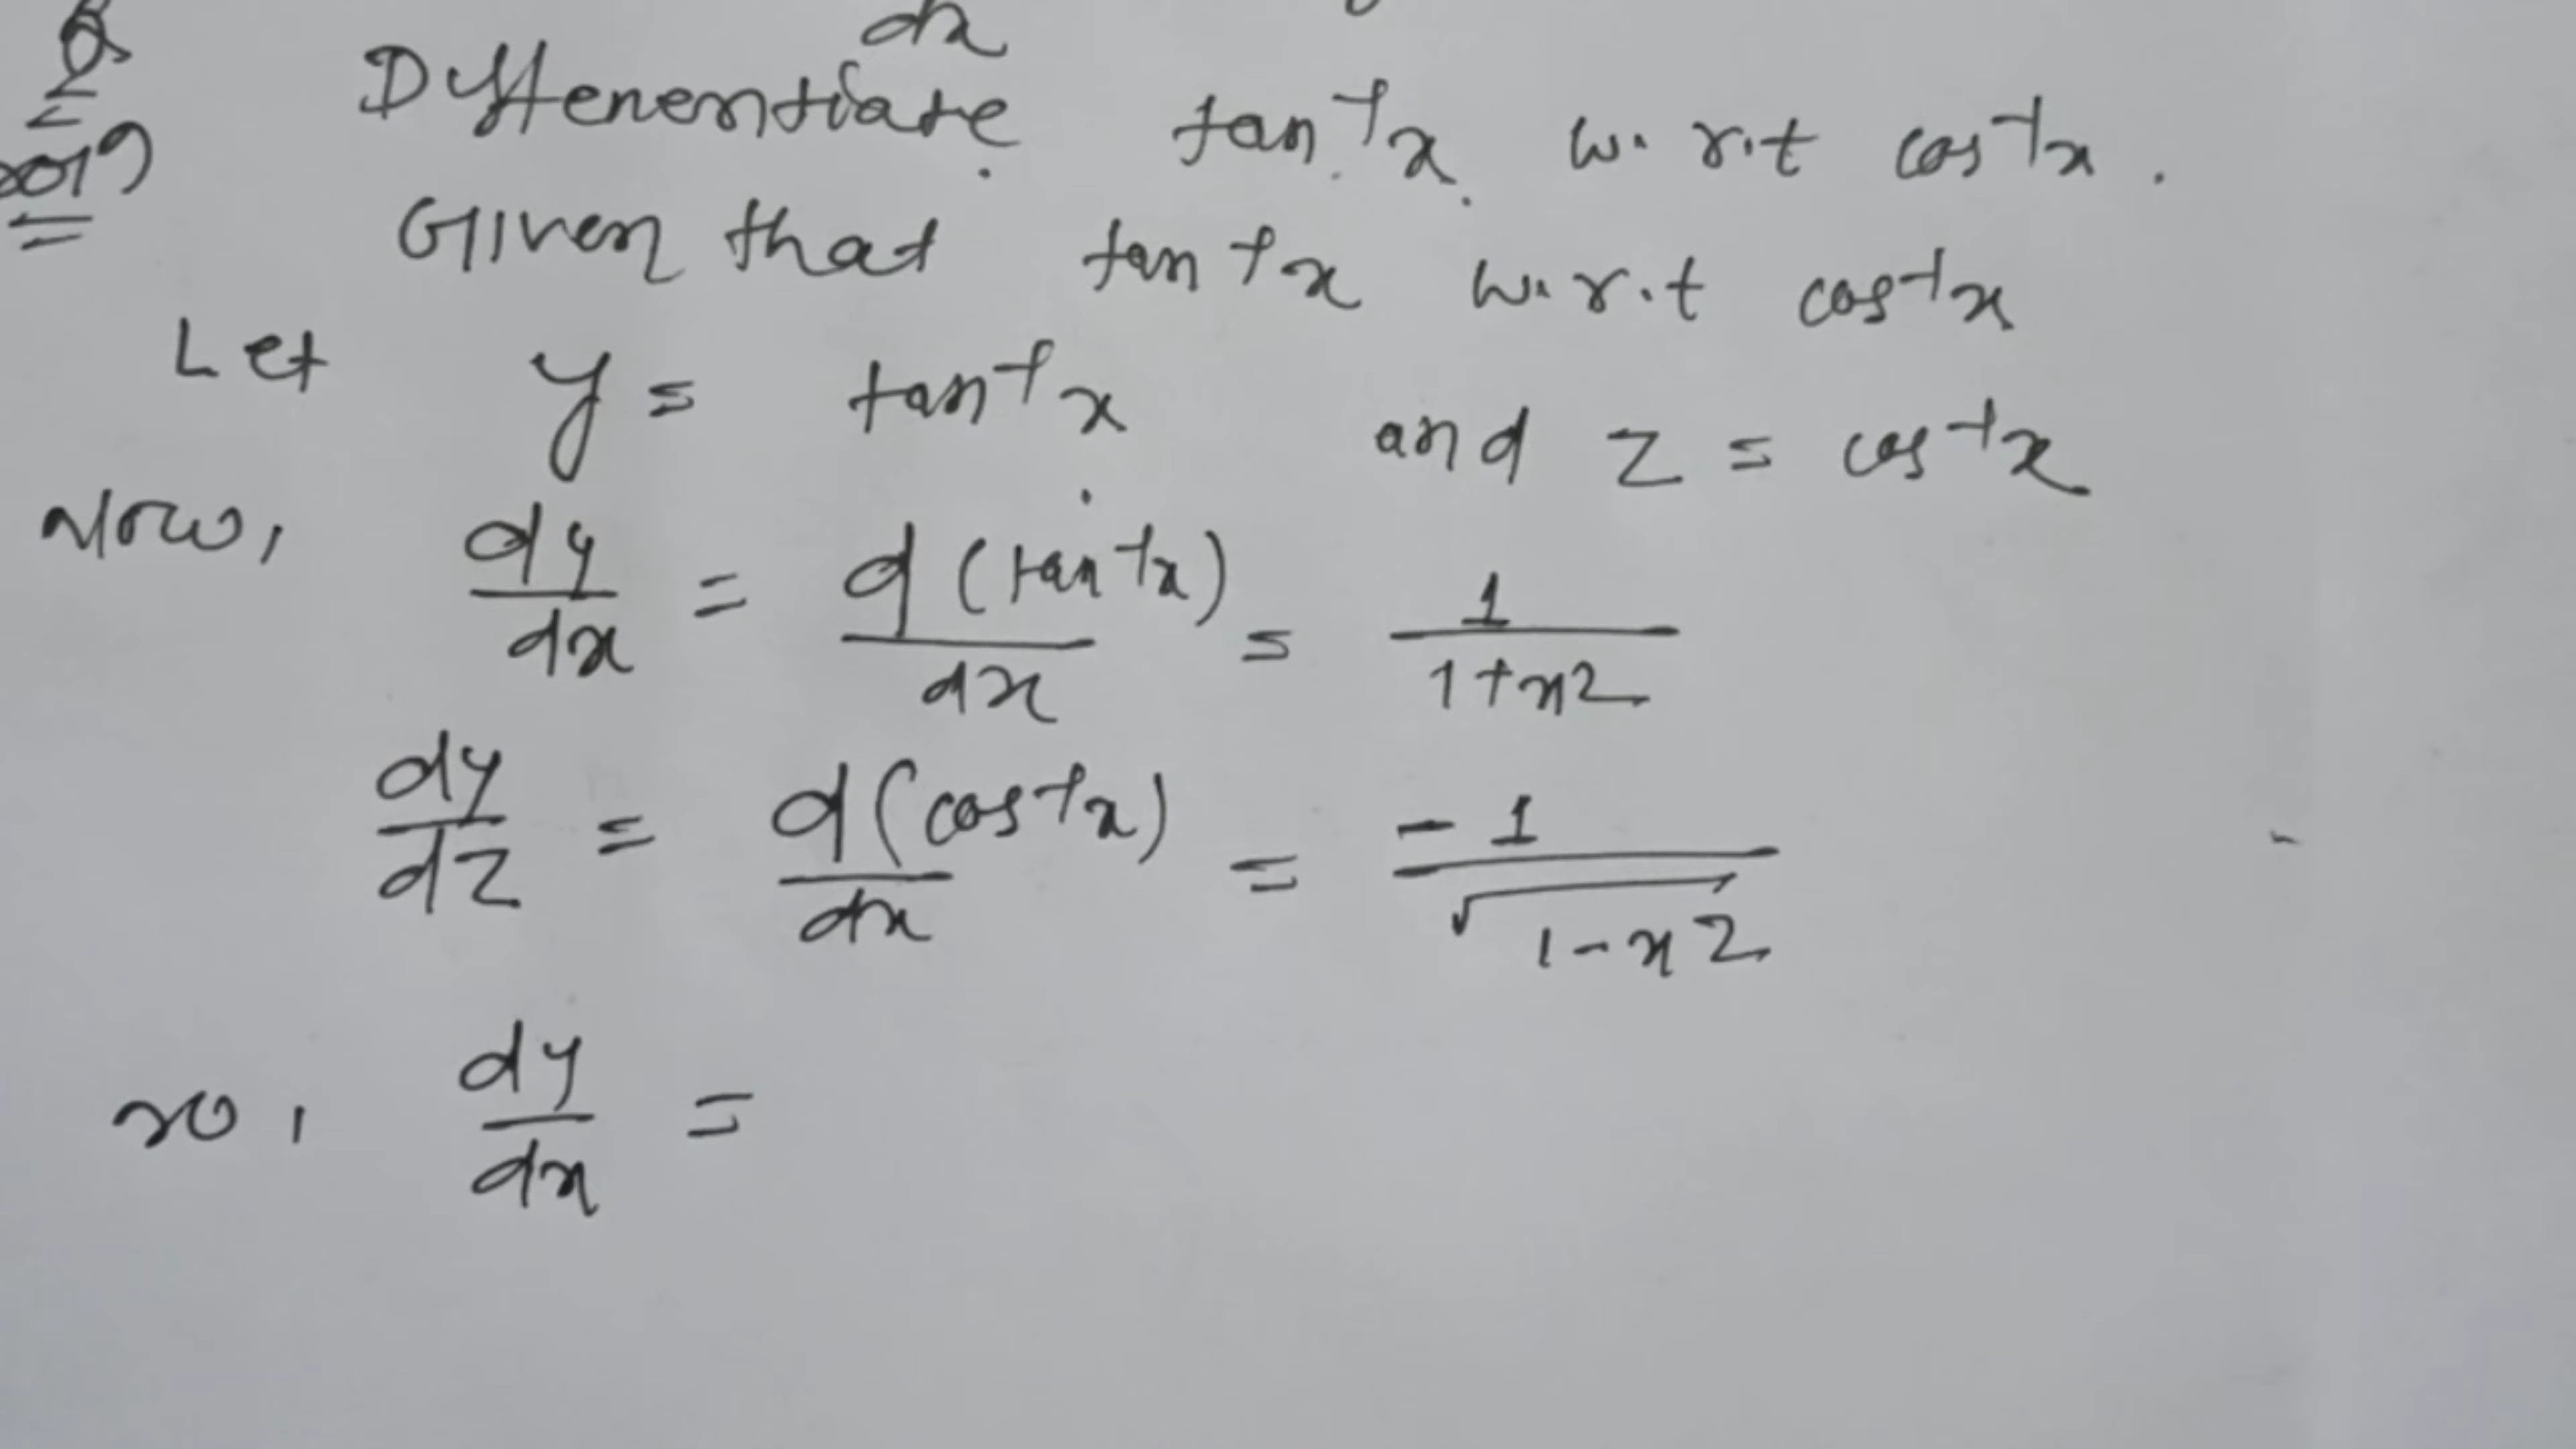 dx
Q 2019 Differentiate tan⁻¹x w.r.t cos⁻¹x.
Given that tan⁻¹x w.r.t cos⁻¹x
Let y = tan⁻¹x and z = cos⁻¹x
Now, dy/dx = d(tan⁻¹x)/dx = 1/(1+x2)
dy/dz = d(cos⁻¹x)/dx = -1/√(1-x2)
so, dy/dx =